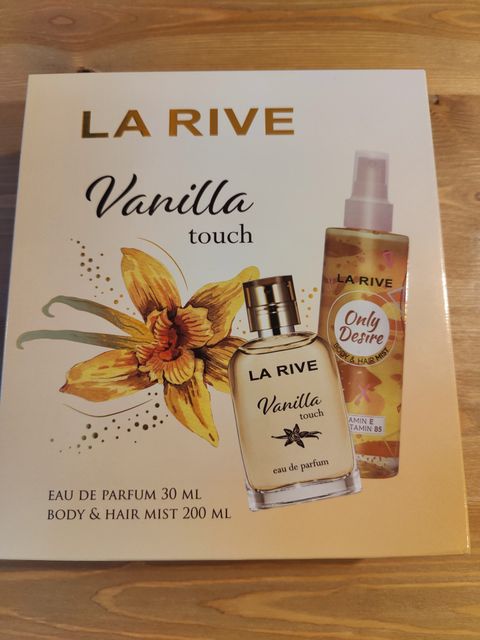 LA RIVE
Vanilla
touch
LA RIVE
Only
Desire
BODY & HAIR MIST
AMIN E
TAMIN B5
LA RIVE
Vanilla
touch
eau de parfum
EAU DE PARFUM 30 ML
BODY & HAIR MIST 200 ML